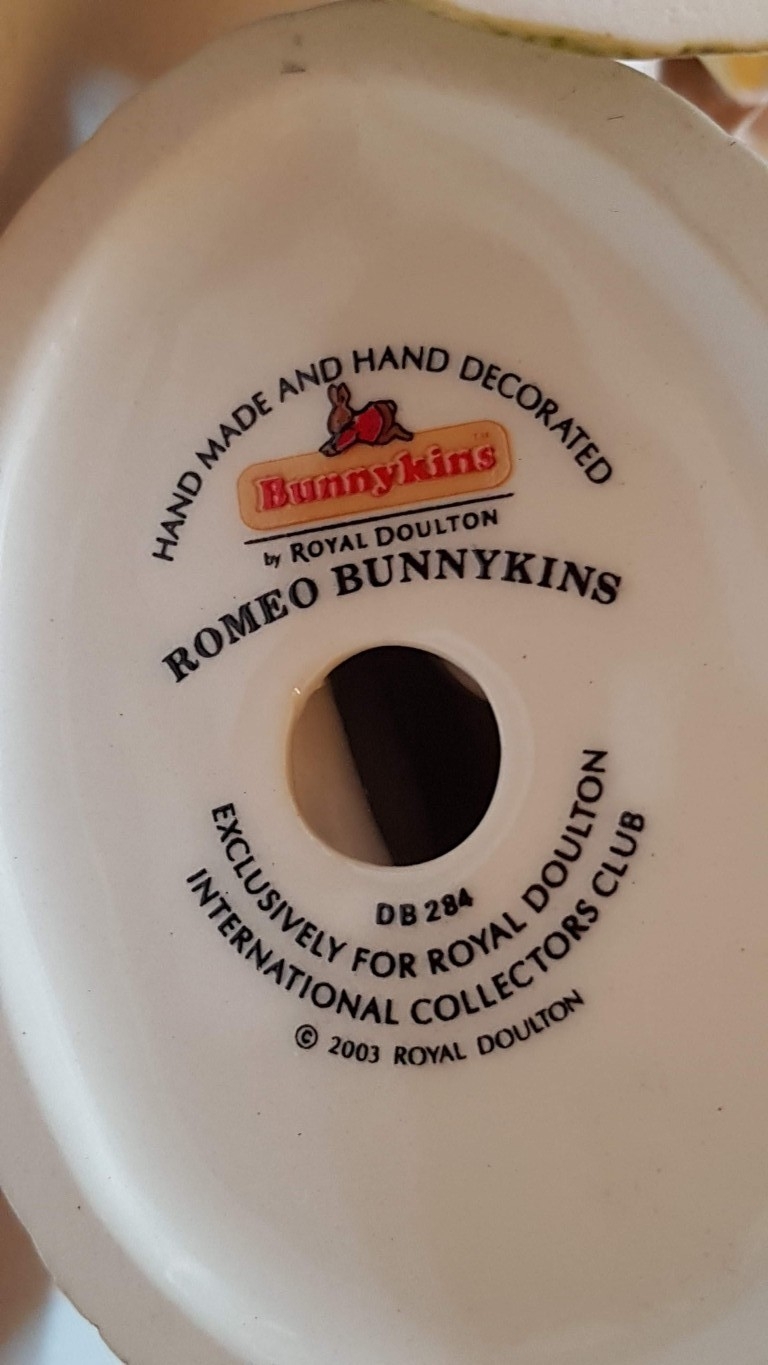 HAND MADE AND HAND DECORATED
Bunnykins™
by ROYAL DOULTON
ROMEO BUNNYKINS
DB 284
EXCLUSIVELY FOR ROYAL DOULTON
INTERNATIONAL COLLECTORS CLUB
© 2003 ROYAL DOULTON